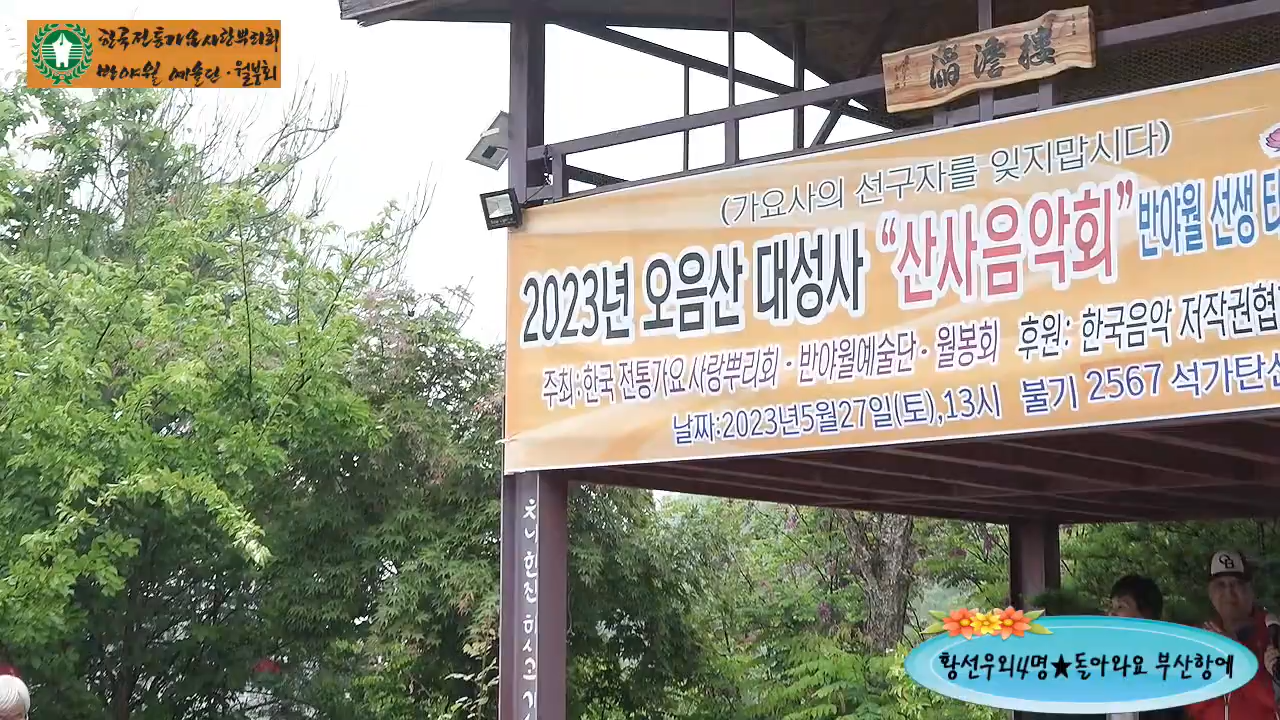 한국전통가요사랑뿌리회
반야월 예술단·월봉회
(가요사의 선구자를 잊지맙시다)
2023년 오음산 대성사 “산사음악회” 반야월 선생
주최:한국 전통가요사랑뿌리회·반야월예술단·월봉회 후원: 한국음악 저작권협
날짜:2023년5월27일(토),13시 불기 2567 석가탄신
황선우외4명★돌아와요 부산항에